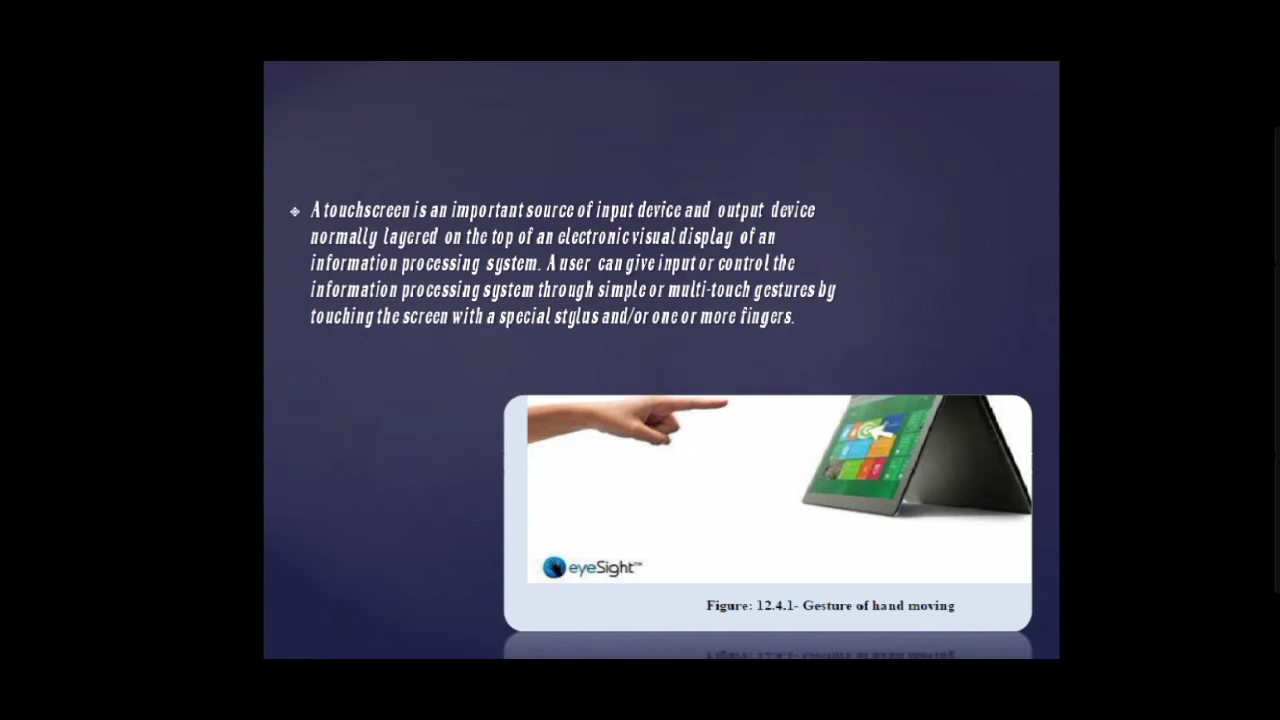 A touchscreen is an important source of input device and output device
normally layered on the top of an electronic visual display of an
information processing system. A user can give input or control the
information processing system through simple or multi-touch gestures by
touching the screen with a special stylus and/or one or more fingers.
eyeSight™
Figure: 12.4.1- Gesture of hand moving